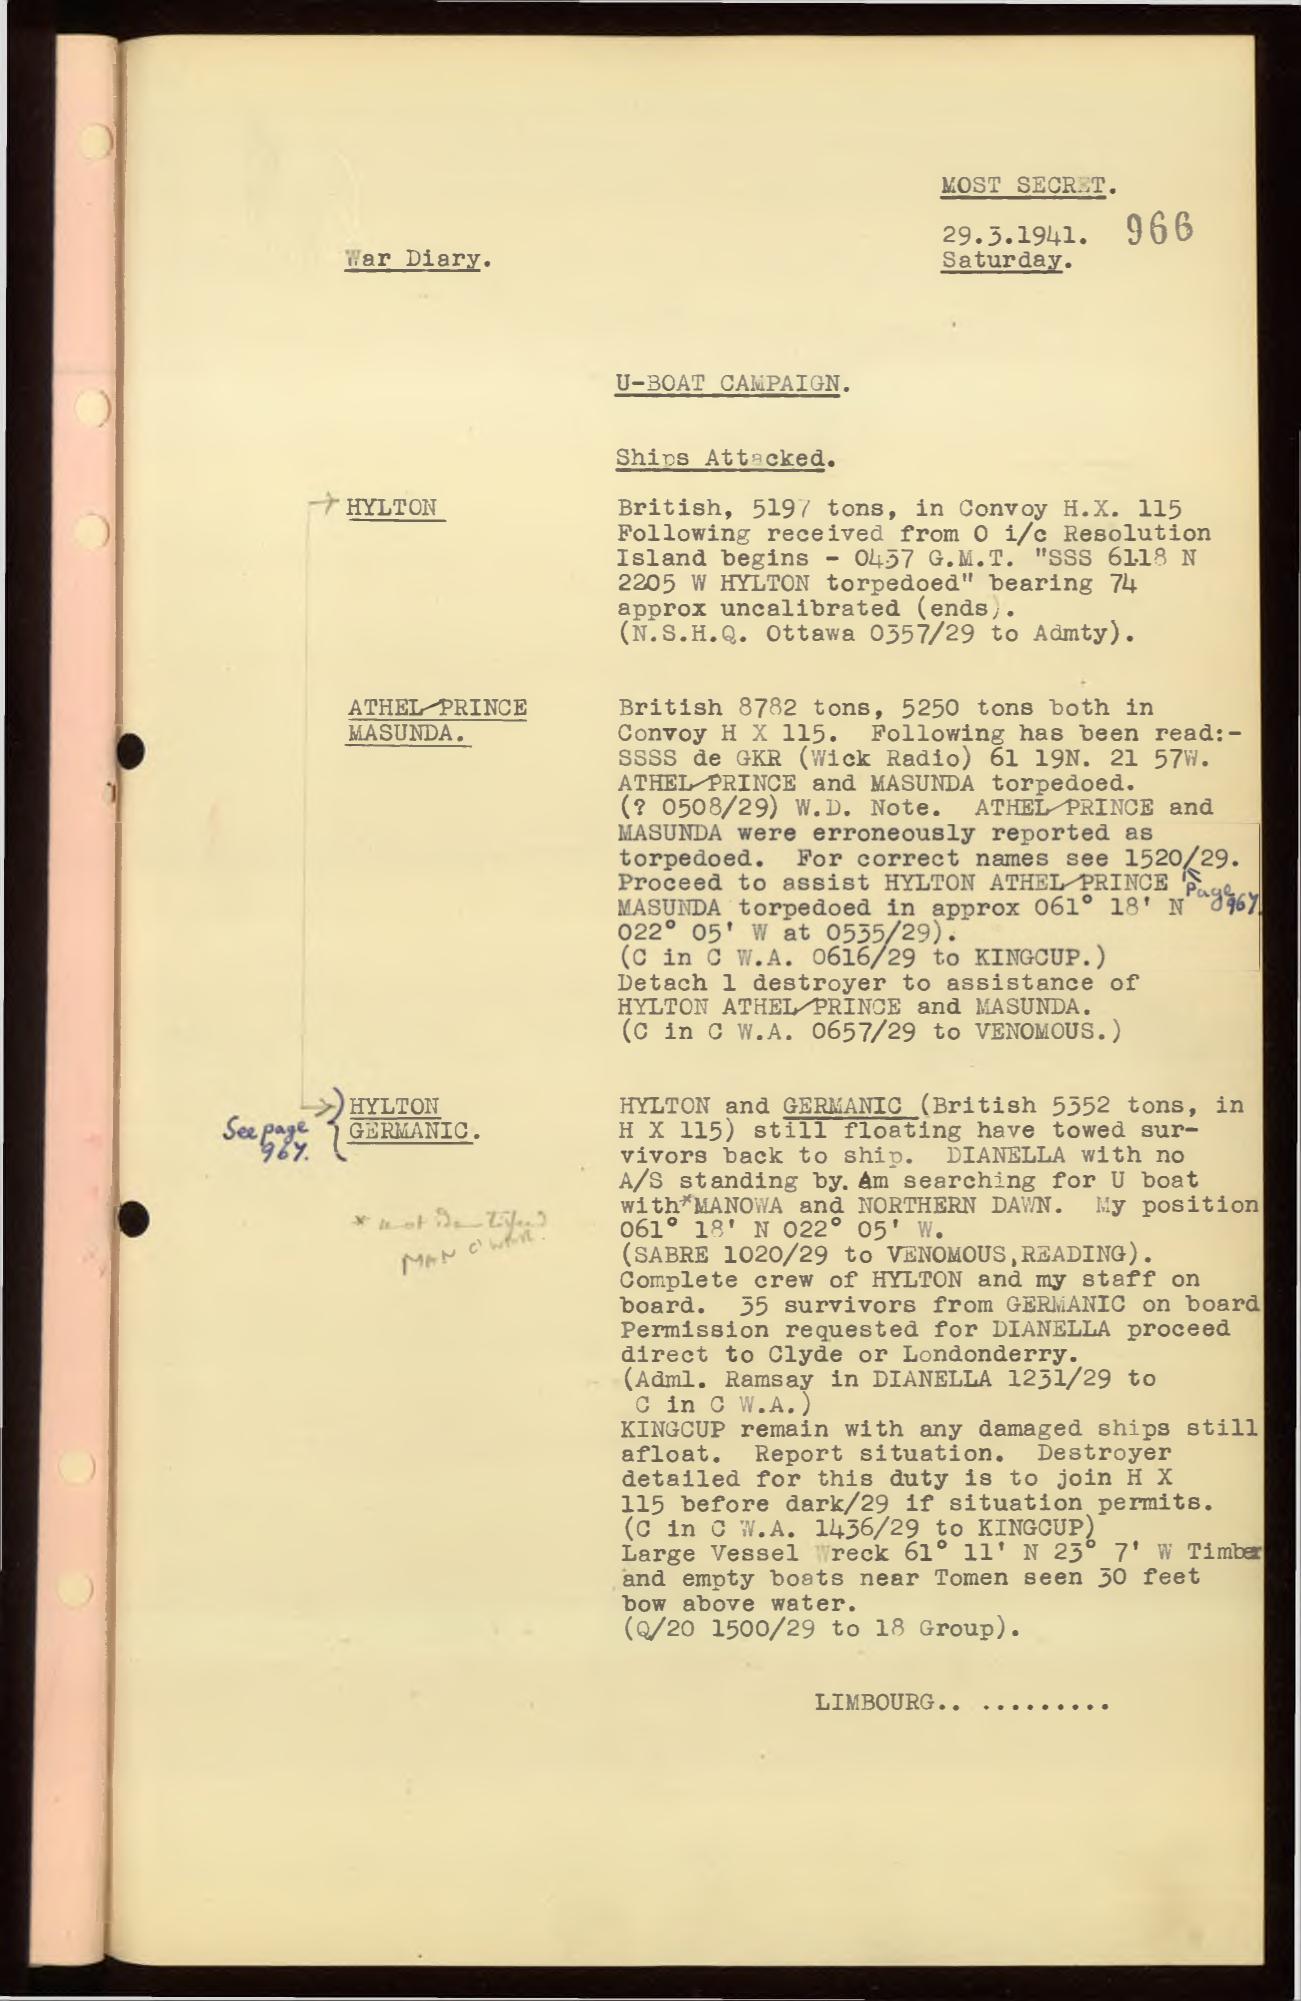 MOST SECRET.
29.3.1941. 966
War Diary.
Saturday.
U-BOAT CAMPAIGN.
Ships Attacked.
HYLTON
British, 5197 tons, in Convoy H.X. 115
Following received from O i/c Resolution
Island begins - 0437 G.M.T. "SSS 6118 N
2205 W HYLTON torpedoed" bearing 74
approx uncalibrated (ends).
(N.S.H.Q. Ottawa 0357/29 to Admty).
ATHEL PRINCE
MASUNDA.
British 8782 tons, 5250 tons both in
Convoy H X 115. Following has been read:-
SSSS de GKR (Wick Radio) 61 19N. 21 57W.
ATHEL PRINCE and MASUNDA torpedoed.
(? 0508/29) W.D. Note. ATHEL PRINCE and
MASUNDA were erroneously reported as
torpedoed. For correct names see 1520/29.
Page 967.
Proceed to assist HYLTON ATHEL PRINCE
MASUNDA torpedoed in approx 061° 18' N
022° 05' W at 0535/29).
(C in C W.A. 0616/29 to KINGCUP.)
Detach 1 destroyer to assistance of
HYLTON ATHEL PRINCE and MASUNDA.
(C in C W.A. 0657/29 to VENOMOUS.)
See page
967.
HYLTON
GERMANIC.
* not identified
MAN O' WAR.
HYLTON and GERMANIC (British 5352 tons, in
H X 115) still floating have towed sur-
vivors back to ship. DIANELLA with no
A/S standing by. Am searching for U boat
with*MANOWA and NORTHERN DAWN. My position
061° 18' N 022° 05' W.
(SABRE 1020/29 to VENOMOUS,READING).
Complete crew of HYLTON and my staff on
board. 35 survivors from GERMANIC on board
Permission requested for DIANELLA proceed
direct to Clyde or Londonderry.
(Adml. Ramsay in DIANELLA 1231/29 to
C in C W.A.)
KINGCUP remain with any damaged ships still
afloat. Report situation. Destroyer
detailed for this duty is to join H X
115 before dark/29 if situation permits.
(C in C W.A. 1436/29 to KINGCUP)
Large Vessel Wreck 61° 11' N 23° 7' W Timber
and empty boats near Tomen seen 30 feet
bow above water.
(Q/20 1500/29 to 18 Group).
LIMBOURG.. .........